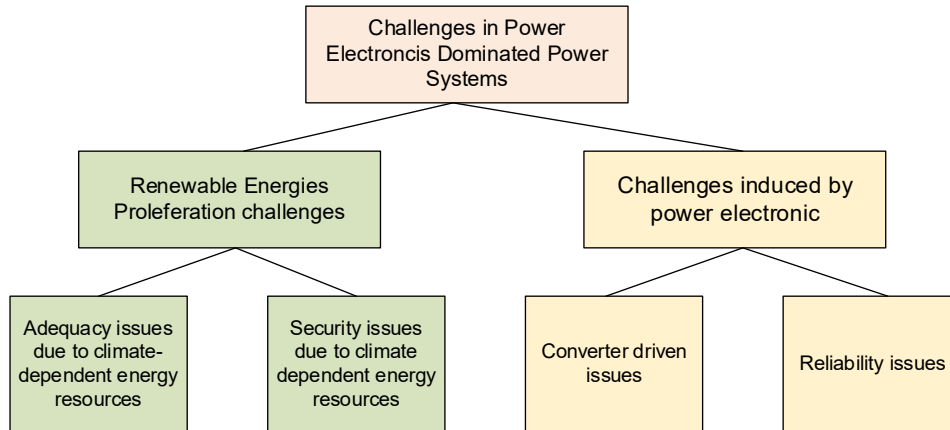 Challenges in Power
Electroncis Dominated Power
Systems
Renewable Energies
Proleferation challenges
Challenges induced by
power electronic
Adequacy issues
due to climate-
dependent energy
resources
Security issues
due to climate
dependent energy
resources
Converter driven
issues
Reliability issues